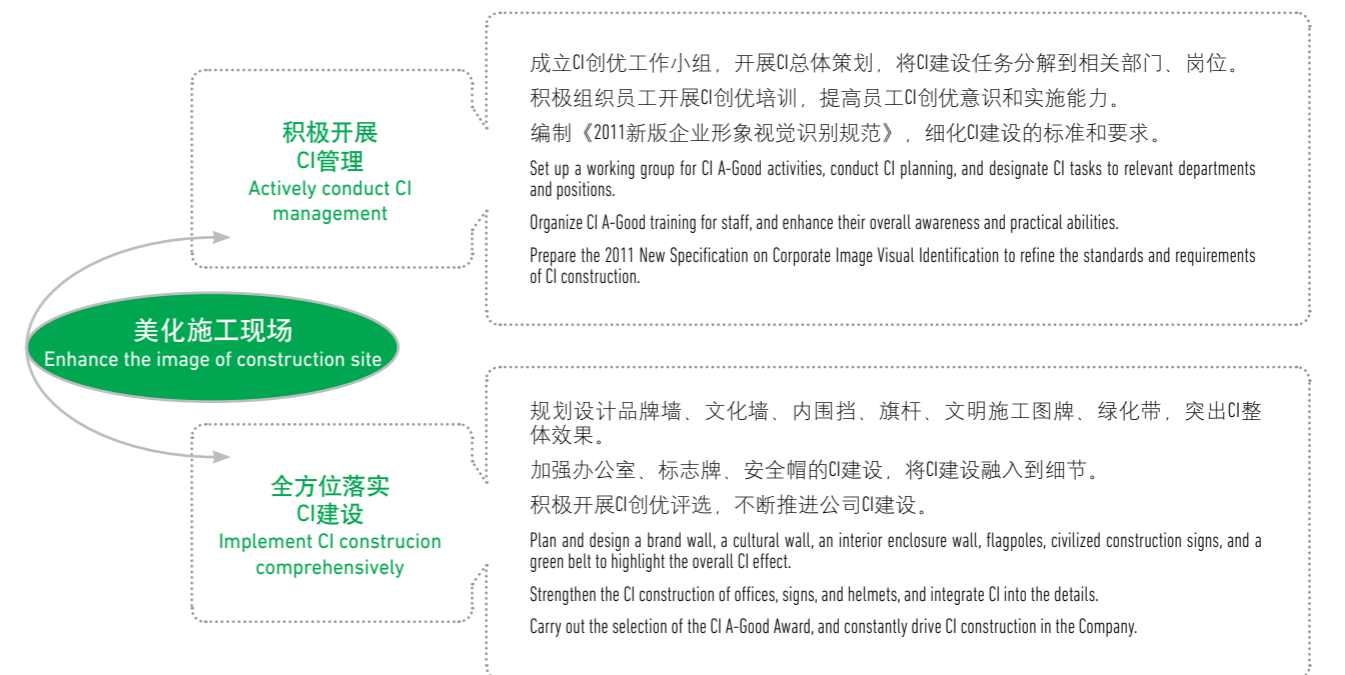 积极开展
CI管理
Actively conduct CI
management
成立CI创优工作小组，开展CI总体策划，将CI建设任务分解到相关部门、岗位。
积极组织员工开展CI创优培训，提高员工CI创优意识和实施能力。
编制《2011新版企业形象视觉识别规范》，细化CI建设的标准和要求。
Set up a working group for CI A-Good activities, conduct CI planning, and designate CI tasks to relevant departments
and positions.
Organize CI A-Good training for staff, and enhance their overall awareness and practical abilities.
Prepare the 2011 New Specification on Corporate Image Visual Identification to refine the standards and requirements
of CI construction.
美化施工现场
Enhance the image of construction site
全方位落实
CI建设
Implement CI construcion
comprehensively
规划设计品牌墙、文化墙、内围挡、旗杆、文明施工图牌、绿化带，突出CI整
体效果。
加强办公室、标志牌、安全帽的CI建设，将CI建设融入到细节。
积极开展CI创优评选，不断推进公司CI建设。
Plan and design a brand wall, a cultural wall, an interior enclosure wall, flagpoles, civilized construction signs, and a
green belt to highlight the overall CI effect.
Strengthen the CI construction of offices, signs, and helmets, and integrate CI into the details.
Carry out the selection of the CI A-Good Award, and constantly drive CI construction in the Company.